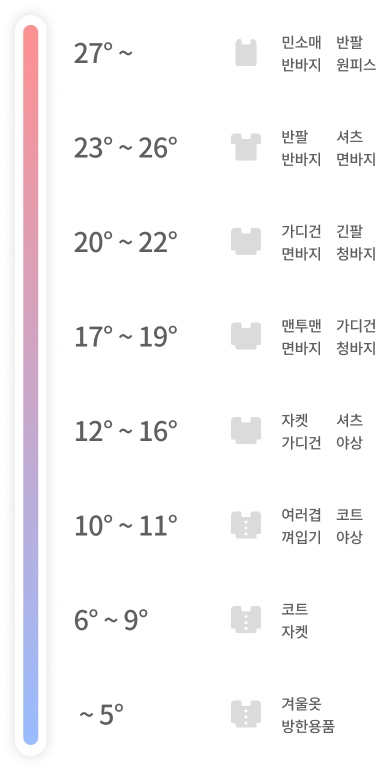 27° ~
민소매 반팔
반바지 원피스
23° ~ 26°
반팔 셔츠
반바지 면바지
20° ~ 22°
가디건 긴팔
면바지 청바지
17° ~ 19°
맨투맨 가디건
면바지 청바지
12° ~ 16°
자켓 셔츠
가디건 야상
10° ~ 11°
여러겹 코트
껴입기 야상
6° ~ 9°
코트
자켓
~ 5°
겨울옷
방한용품